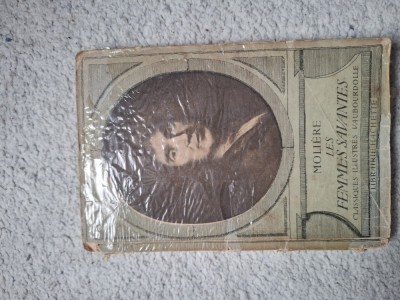 MOLIÈRE
LES
FEMMES SAVANTES
CLASSIQUES ILLUSTRÉS VAUBOURDOLLE
LIBRAIRIE HACHETTE